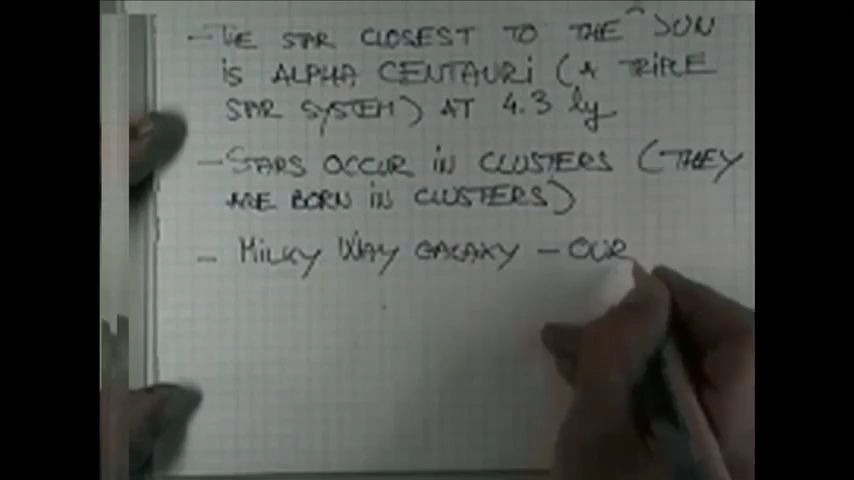 - THE STAR CLOSEST TO THE SUN
is ALPHA CENTAURi (A TRiPLE
STAR SYSTEM) AT 4.3 ly
- STARS OCCUR iN CLUSTERS (THEY
ARE BORN iN CLUSTERS)
- MiLKY WAY GALAXY - OUR